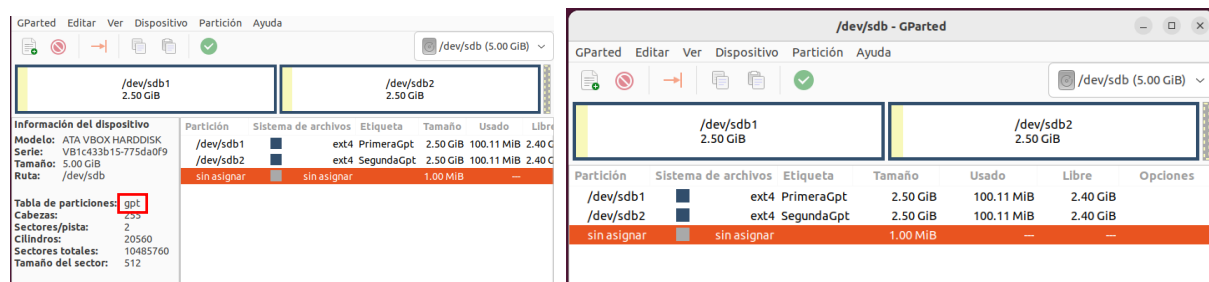 GParted Editar Ver Dispositivo Partición Ayuda
/dev/sdb (5.00 GiB)
/dev/sdb1
2.50 GiB
/dev/sdb2
2.50 GiB
Información del dispositivo
Modelo: ATA VBOX HARDDISK
Serie: VB1c433b15-775da0f9
Tamaño: 5.00 GiB
Ruta: /dev/sdb
Tabla de particiones: gpt
Cabezas: 255
Sectores/pista: 2
Cilindros: 20560
Sectores totales: 10485760
Tamaño del sector: 512
Partición Sistema de archivos Etiqueta Tamaño Usado Libre
/dev/sdb1 ext4 PrimeraGpt 2.50 GiB 100.11 MiB 2.40 G
/dev/sdb2 ext4 SegundaGpt 2.50 GiB 100.11 MiB 2.40 G
sin asignar sin asignar 1.00 MiB —
/dev/sdb - GParted
GParted Editar Ver Dispositivo Partición Ayuda
/dev/sdb (5.00 GiB)
/dev/sdb1
2.50 GiB
/dev/sdb2
2.50 GiB
Partición Sistema de archivos Etiqueta Tamaño Usado Libre Opciones
/dev/sdb1 ext4 PrimeraGpt 2.50 GiB 100.11 MiB 2.40 GiB
/dev/sdb2 ext4 SegundaGpt 2.50 GiB 100.11 MiB 2.40 GiB
sin asignar sin asignar 1.00 MiB — —